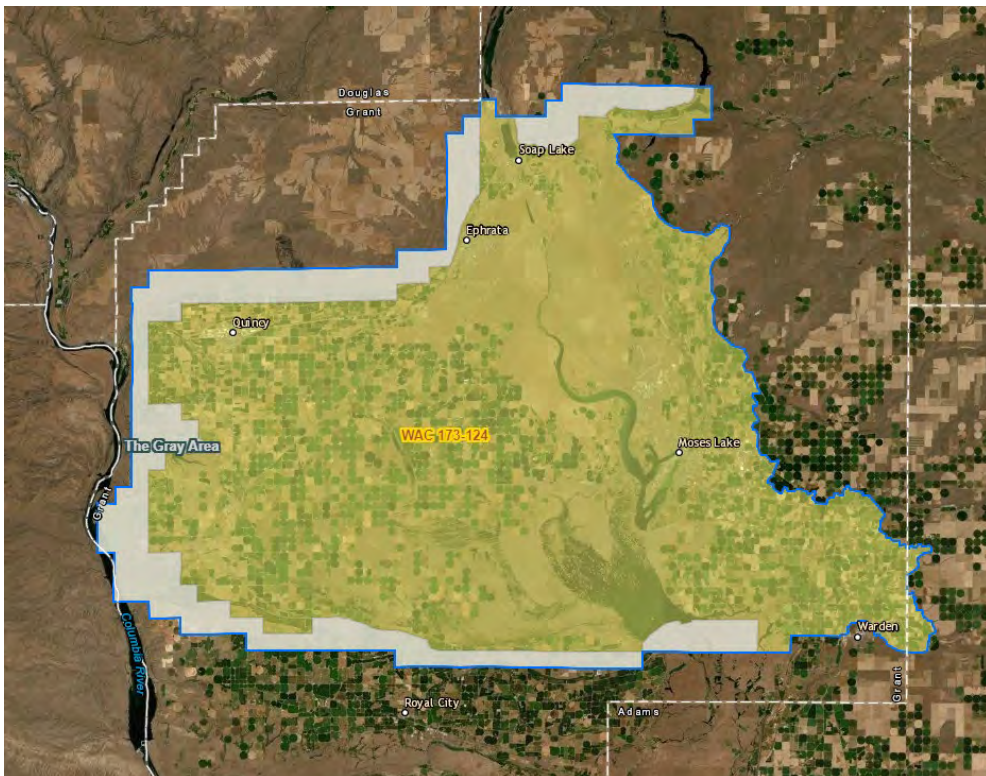 Douglas
Grant
Soap Lake
Ephrata
Quincy
WAC 173-124
The Gray Area
Moses Lake
Grant
Columbia River
Warden
Grant
Royal City
Adams